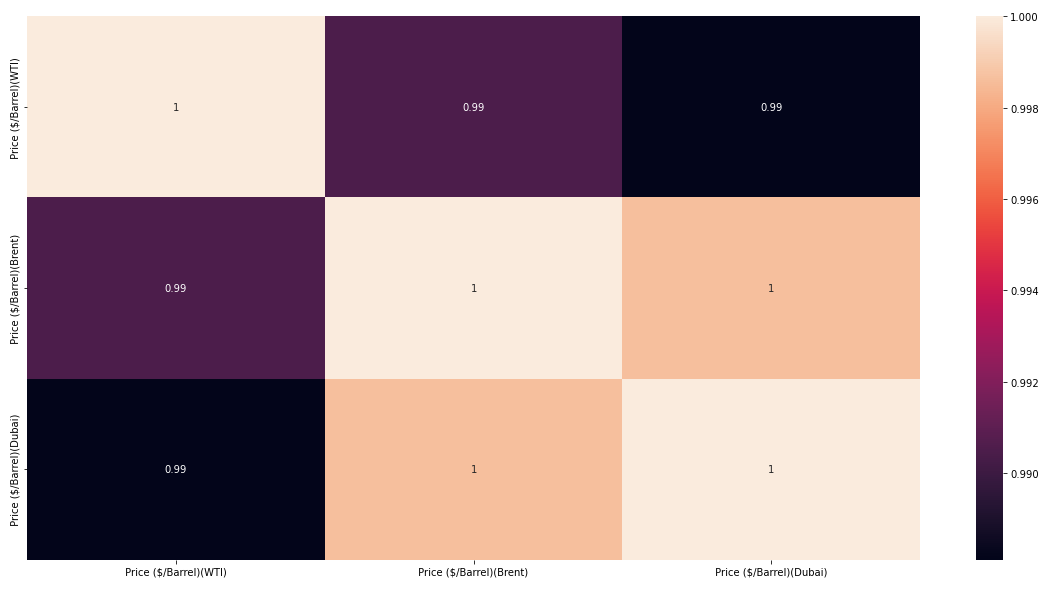 Price ($/Barrel)(WTI)
1
0.99
0.99
Price ($/Barrel)(Brent)
0.99
1
1
Price ($/Barrel)(Dubai)
0.99
1
1
Price ($/Barrel)(WTI)
Price ($/Barrel)(Brent)
Price ($/Barrel)(Dubai)
1.000
0.998
0.996
0.994
0.992
0.990